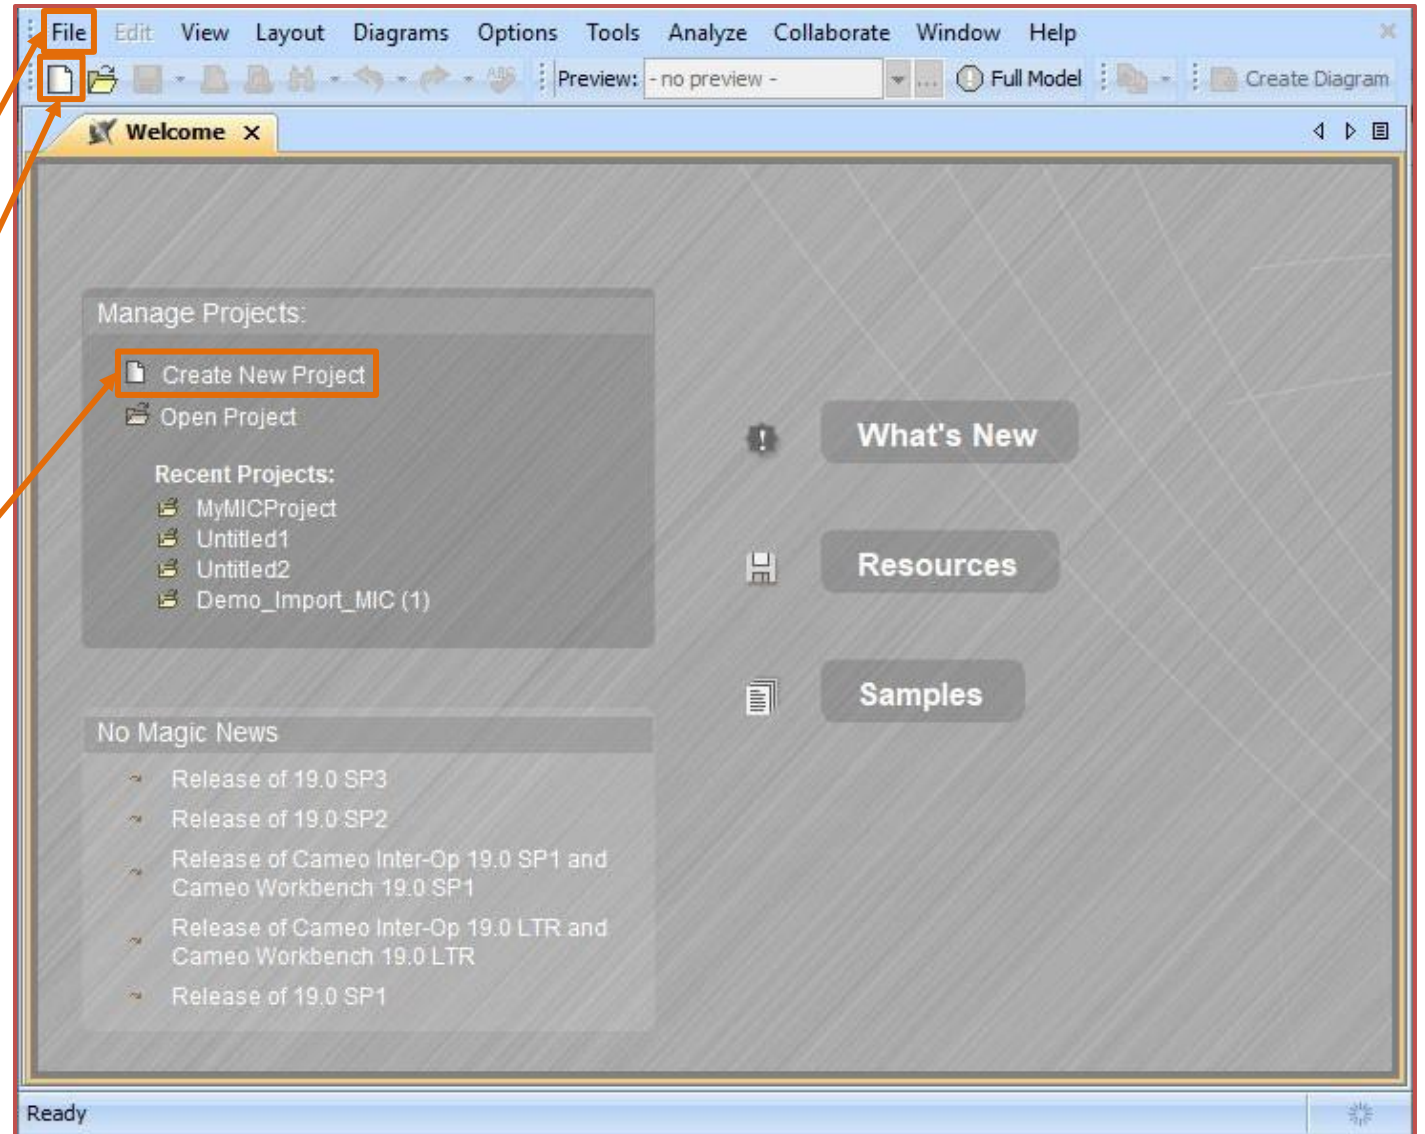 File Edit View Layout Diagrams Options Tools Analyze Collaborate Window Help
Preview: - no preview - ... Full Model Create Diagram
Welcome
Manage Projects:
Create New Project
Open Project
Recent Projects:
MyMICProject
Untitled1
Untitled2
Demo_Import_MIC (1)
What's New
Resources
Samples
No Magic News
Release of 19.0 SP3
Release of 19.0 SP2
Release of Cameo Inter-Op 19.0 SP1 and
Cameo Workbench 19.0 SP1
Release of Cameo Inter-Op 19.0 LTR and
Cameo Workbench 19.0 LTR
Release of 19.0 SP1
Ready